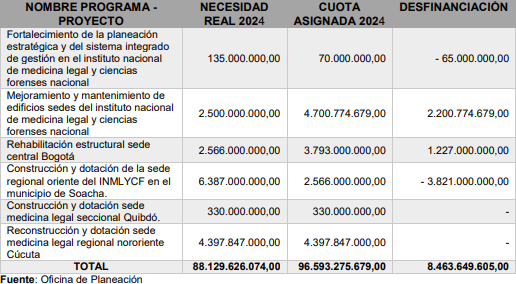 NOMBRE PROGRAMA - PROYECTO NECESIDAD REAL 2024 CUOTA ASIGNADA 2024 DESFINANCIACIÓN
Fortalecimiento de la planeación
estratégica y del sistema integrado
de gestión en el instituto nacional
de medicina legal y ciencias
forenses nacional
135.000.000,00 70.000.000,00 - 65.000.000,00
Mejoramiento y mantenimiento de
edificios sedes del instituto nacional
de medicina legal y ciencias
forenses nacional
2.500.000.000,00 4.700.774.679,00 2.200.774.679,00
Rehabilitación estructural sede
central Bogotá
2.566.000.000,00 3.793.000.000,00 1.227.000.000,00
Construcción y dotación de la sede
regional oriente del INMLYCF en el
municipio de Soacha.
6.387.000.000,00 2.566.000.000,00 - 3.821.000.000,00
Construcción y dotación sede
medicina legal seccional Quibdó.
330.000.000,00 330.000.000,00 -
Reconstrucción y dotación sede
medicina legal regional nororiente
Cúcuta
4.397.847.000,00 4.397.847.000,00 -
TOTAL 88.129.626.074,00 96.593.275.679,00 8.463.649.605,00
Fuente: Oficina de Planeación